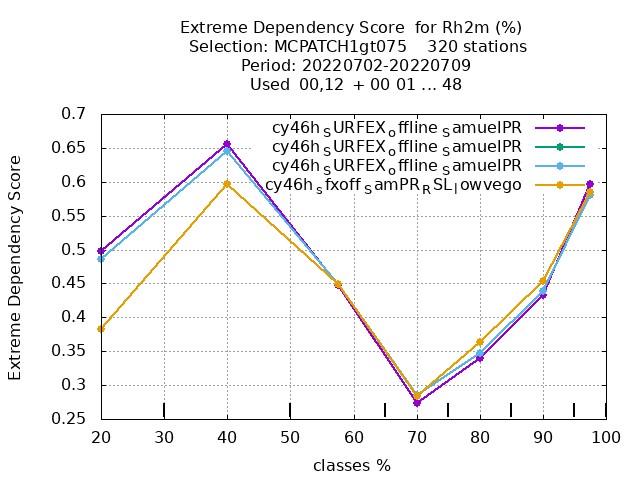 Extreme Dependency Score  for Rh2m (%)
Selection: MCPATCH1gt075    320 stations
Period: 20220702-20220709
Used  00,12  + 00 01 ... 48
cy46h_SURFEX_offline_SamuelPR
cy46h_SURFEX_offline_SamuelPR
cy46h_SURFEX_offline_SamuelPR
cy46h_sfxoff_SamPR_RSL_lowvego
Extreme Dependency Score
0.7
0.65
0.6
0.55
0.5
0.45
0.4
0.35
0.3
0.25
20 30 40 50 60 70 80 90 100
classes %